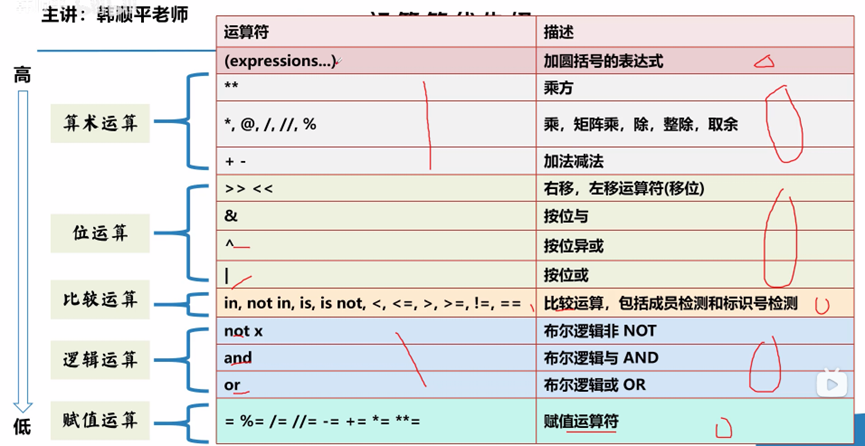 主讲：韩顺平老师
运算符 描述
高
(expressions...) 加圆括号的表达式
** 乘方
算术运算
*, @, /, //, % 乘，矩阵乘，除，整除，取余
+ - 加法减法
>> << 右移，左移运算符(移位)
& 按位与
位运算
^ 按位异或
| 按位或
比较运算
in, not in, is, is not, <, <=, >, >=, !=, == 比较运算，包括成员检测和标识号检测
not x 布尔逻辑非 NOT
逻辑运算
and 布尔逻辑与 AND
or 布尔逻辑或 OR
赋值运算
= %= /= //= -= += *= **= 赋值运算符
低